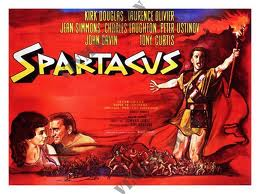 KIRK DOUGLAS, LAURENCE OLIVIER
JEAN SIMMONS, CHARLES LAUGHTON, PETER USTINOV
JOHN GAVIN TONY CURTIS
SPARTACUS